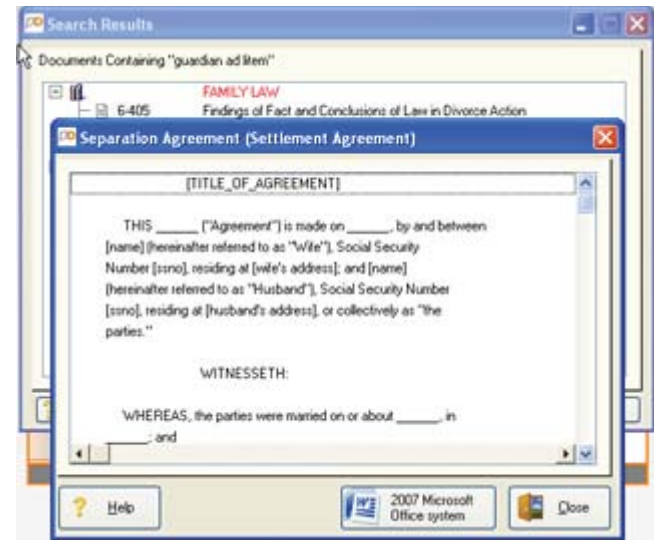 Search Results
Documents Containing "guardian ad litem"
FAMILY LAW
6-405 Findings of Fact and Conclusions of Law in Divorce Action
Separation Agreement (Settlement Agreement)
[TITLE_OF_AGREEMENT]
THIS ______ ("Agreement") is made on ______, by and between
[name] (hereinafter referred to as "Wife"), Social Security
Number [ssno], residing at [wife's address]; and [name]
(hereinafter referred to as "Husband"), Social Security Number
[ssno], residing at [husband's address], or collectively as "the
parties."
WITNESSETH:
WHEREAS, the parties were married on or about ______, in
______; and
Help
2007 Microsoft
Office system
Close